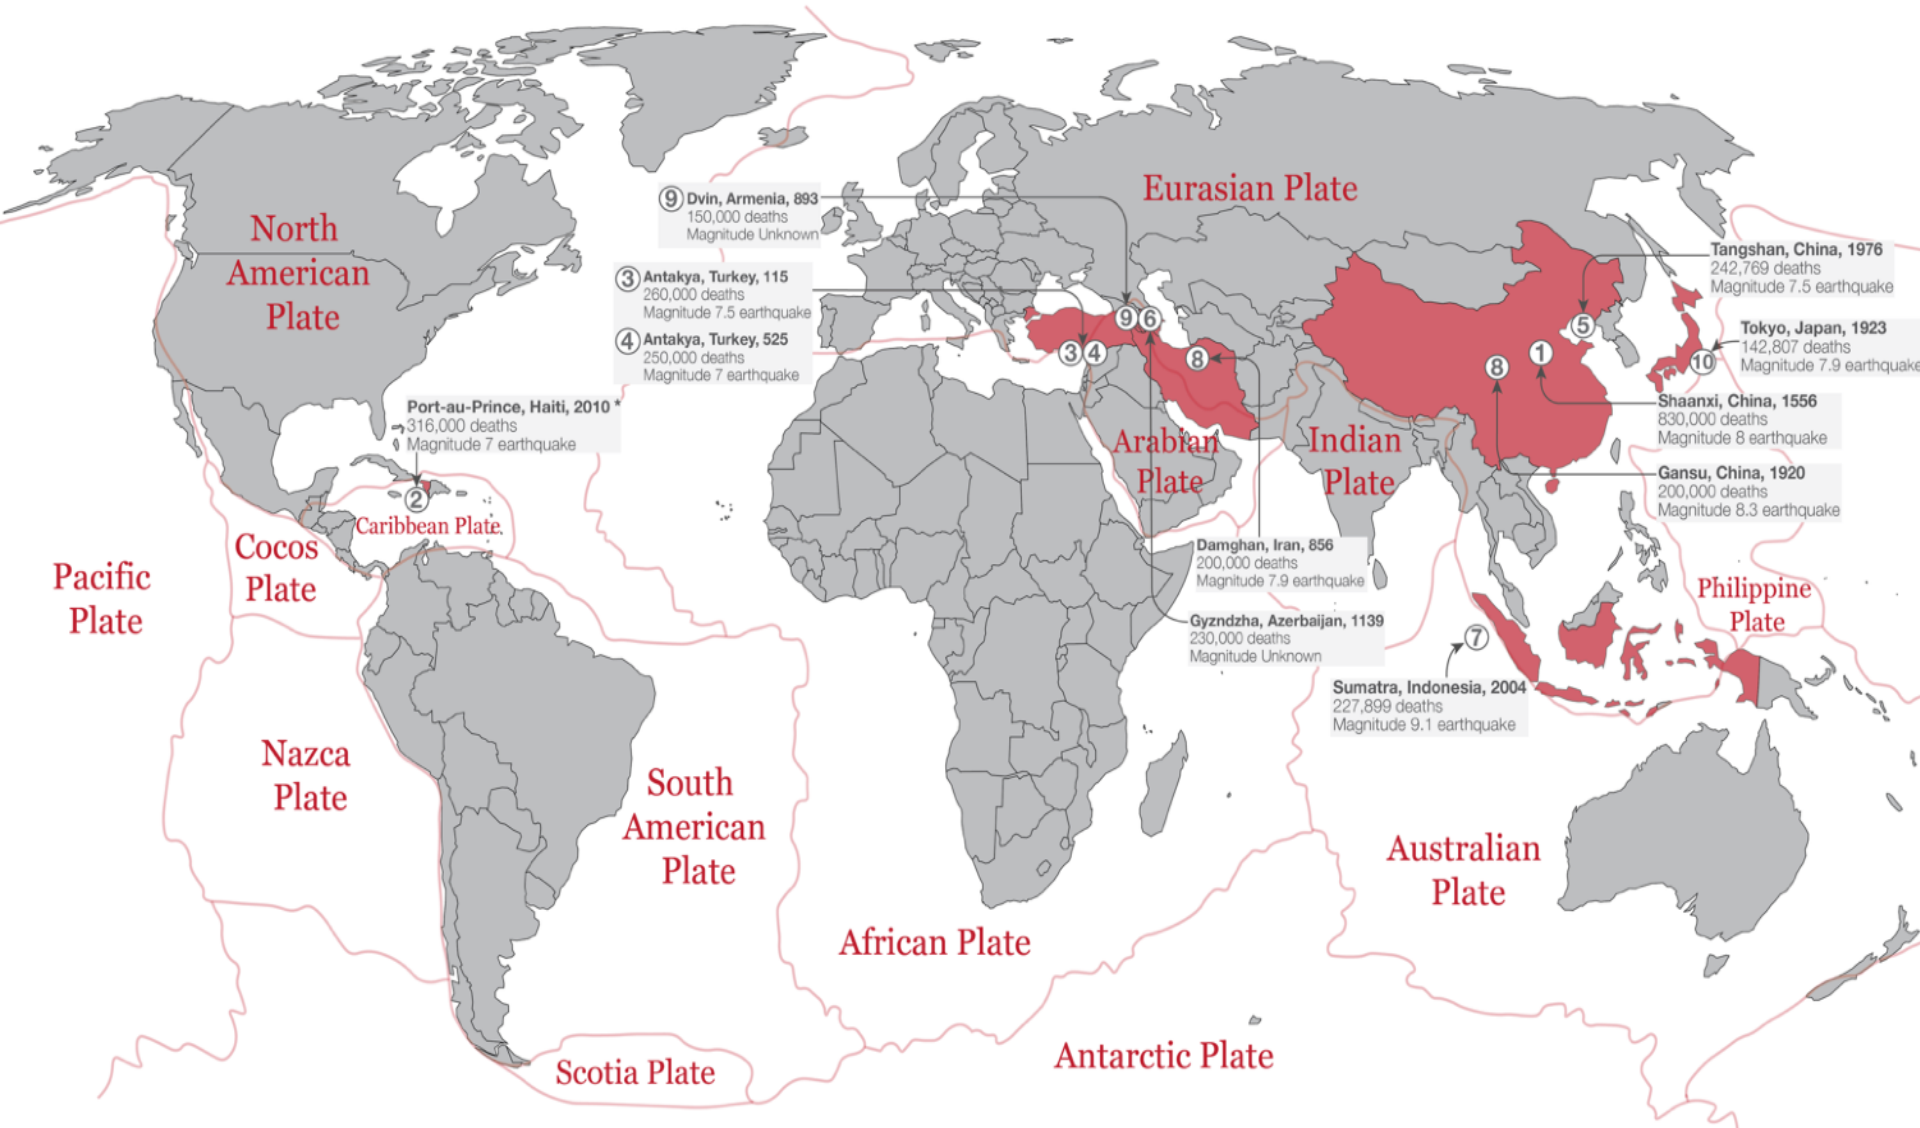 North
American
Plate
Eurasian Plate
9 Dvin, Armenia, 893
150,000 deaths
Magnitude Unknown
3 Antakya, Turkey, 115
260,000 deaths
Magnitude 7.5 earthquake
4 Antakya, Turkey, 525
250,000 deaths
Magnitude 7 earthquake
Port-au-Prince, Haiti, 2010 *
316,000 deaths
Magnitude 7 earthquake
2
Caribbean Plate
Cocos
Plate
Pacific
Plate
Nazca
Plate
South
American
Plate
Scotia Plate
African Plate
Antarctic Plate
9 6
3 4
8
Arabian
Plate
Indian
Plate
Damghan, Iran, 856
200,000 deaths
Magnitude 7.9 earthquake
Gyzndzha, Azerbaijan, 1139
230,000 deaths
Magnitude Unknown
Tangshan, China, 1976
242,769 deaths
Magnitude 7.5 earthquake
5
Tokyo, Japan, 1923
142,807 deaths
Magnitude 7.9 earthquake
10
8
1
Shaanxi, China, 1556
830,000 deaths
Magnitude 8 earthquake
Gansu, China, 1920
200,000 deaths
Magnitude 8.3 earthquake
Philippine
Plate
7
Sumatra, Indonesia, 2004
227,899 deaths
Magnitude 9.1 earthquake
Australian
Plate